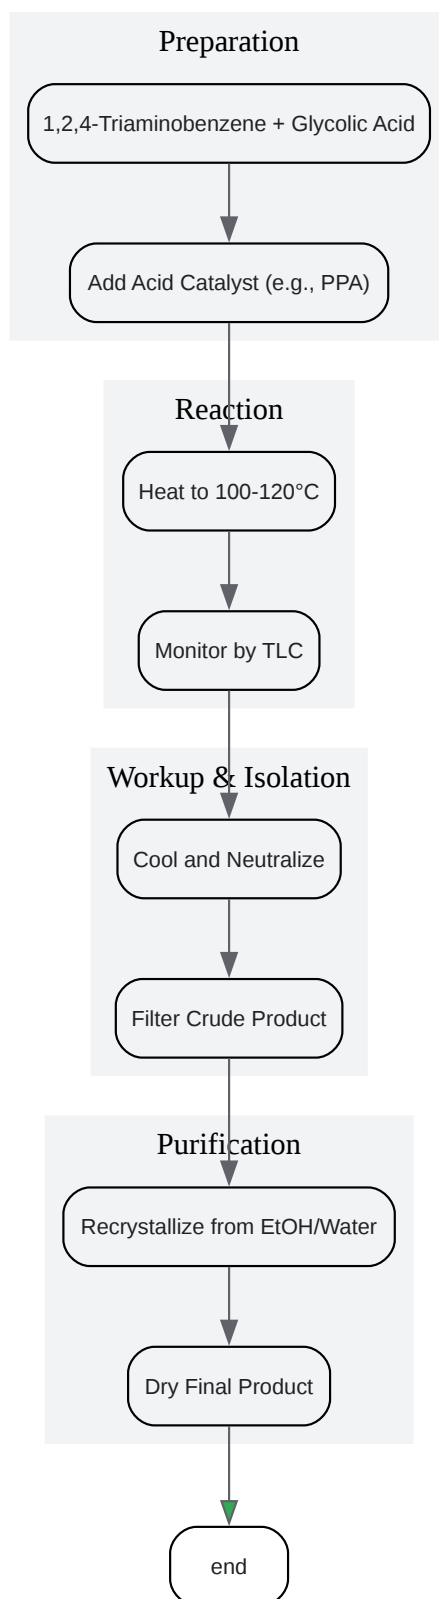 Preparation
1,2,4-Triaminobenzene + Glycolic Acid
Add Acid Catalyst (e.g., PPA)
Reaction
Heat to 100-120°C
Monitor by TLC
Workup & Isolation
Cool and Neutralize
Filter Crude Product
Purification
Recrystallize from EtOH/Water
Dry Final Product
end